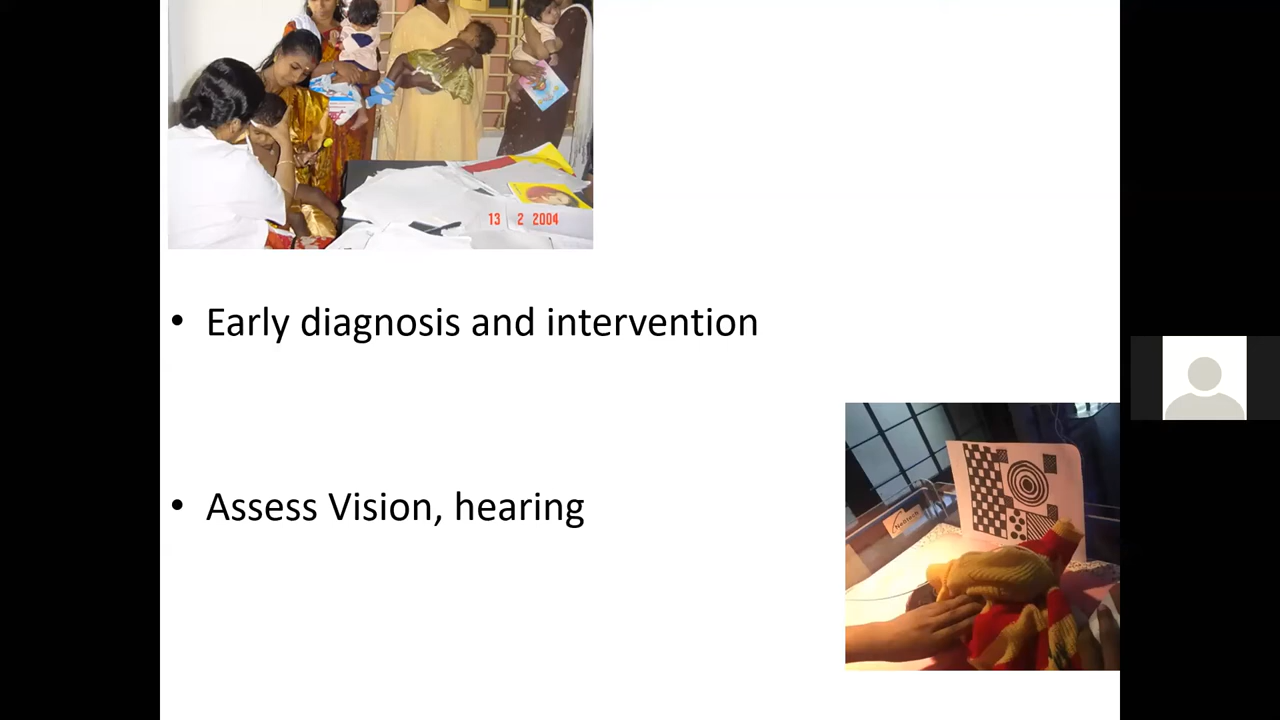 13 2 2004
• Early diagnosis and intervention
• Assess Vision, hearing